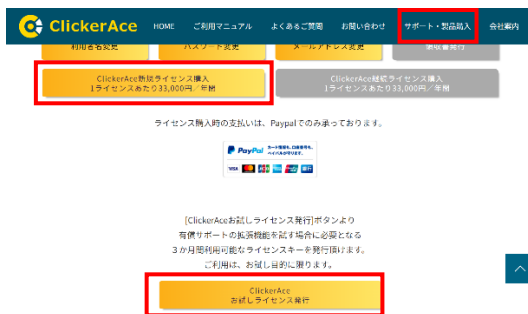 ClickerAce
HOME ご利用マニュアル よくあるご質問 お問い合わせ サポート・製品購入 会社案内
利用者名変更 パスワード変更 メールアドレス変更 領収書発行
ClickerAce新規ライセンス購入
1ライセンスあたり33,000円／年間
ClickerAce継続ライセンス購入
1ライセンスあたり33,000円／年間
ライセンス購入時の支払いは、Paypalでのみ承っております。
PayPal
VISA
[ClickerAceお試しライセンス発行]ボタンより
有償サポートの拡張機能を試す場合に必要となる
３か月間利用可能なライセンスキーを発行頂けます。
ご利用は、お試し目的に限ります。
ClickerAce
お試しライセンス発行